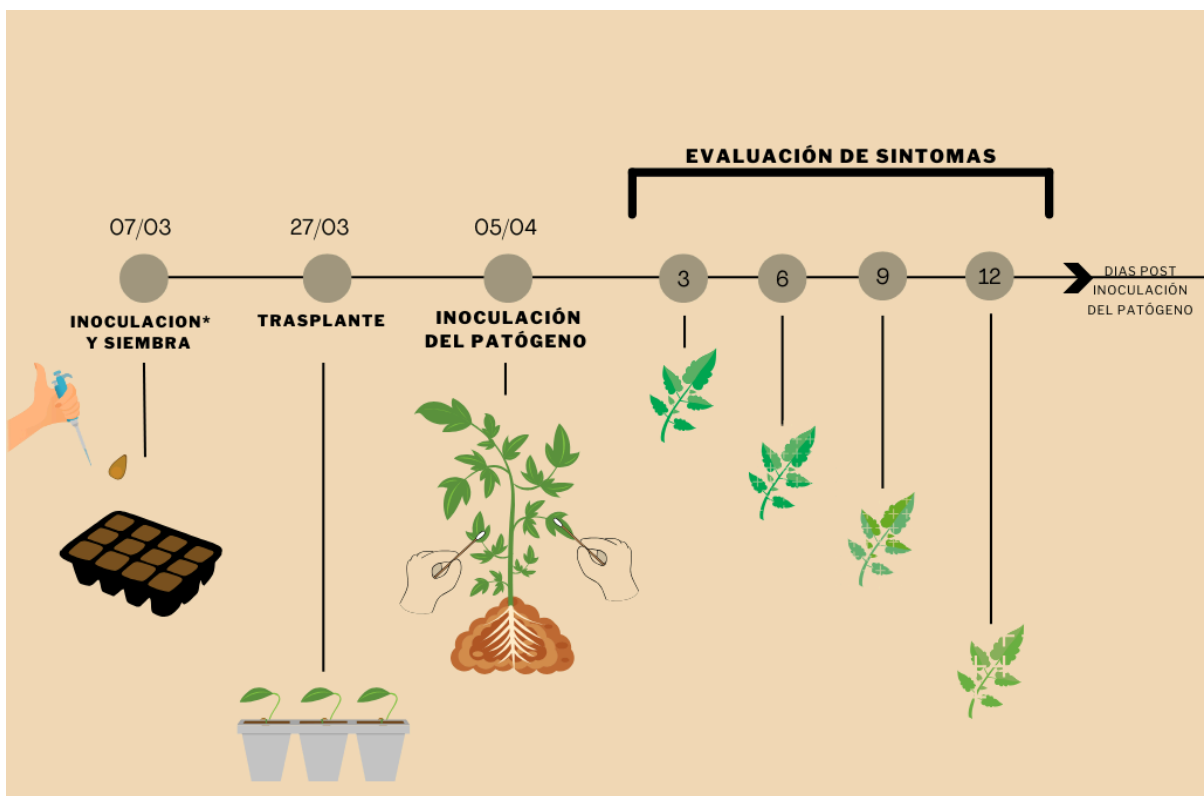 EVALUACIÓN DE SINTOMAS
07/03
27/03
05/04
3
6
9
12
INOCULACION*
Y SIEMBRA
TRASPLANTE
INOCULACIÓN
DEL PATÓGENO
DIAS POST
INOCULACIÓN
DEL PATÓGENO